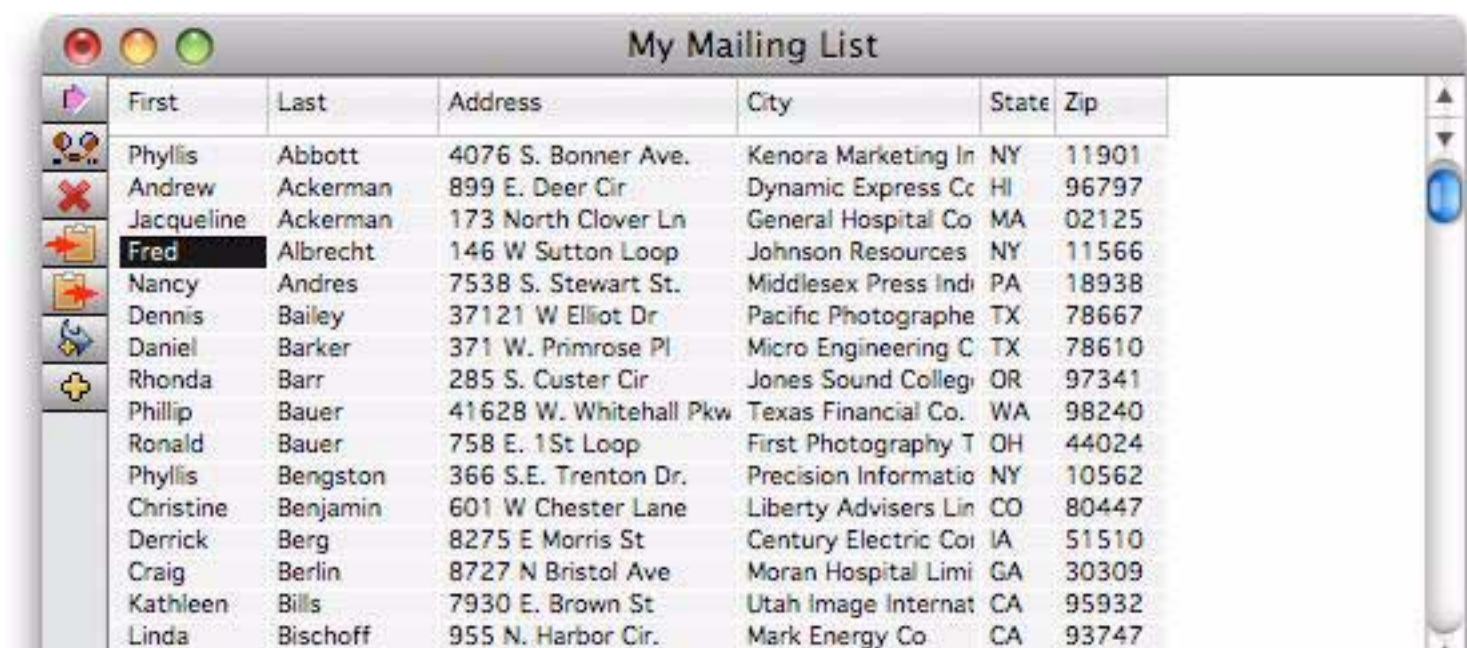 My Mailing List
First Last Address City State Zip
Phyllis Abbott 4076 S. Bonner Ave. Kenora Marketing In NY 11901
Andrew Ackerman 899 E. Deer Cir Dynamic Express Cc HI 96797
Jacqueline Ackerman 173 North Clover Ln General Hospital Co MA 02125
Fred Albrecht 146 W Sutton Loop Johnson Resources NY 11566
Nancy Andres 7538 S. Stewart St. Middlesex Press Ind NY PA 18938
Dennis Bailey 37121 W Elliot Dr Pacific Photographe TX 78667
Daniel Barker 371 W. Primrose Pl Micro Engineering C TX 78610
Rhonda Barr 285 S. Custer Cir Jones Sound Colleg OR 97341
Phillip Bauer 41628 W. Whitehall Pkw Texas Financial Co. WA 98240
Ronald Bauer 758 E. 1St Loop First Photography T OH 44024
Phyllis Bengston 366 S.E. Trenton Dr. Precision Informatio NY 10562
Christine Benjamin 601 W Chester Lane Liberty Advisers Lin CO 80447
Derrick Berg 8275 E Morris St Century Electric Cor IA 51510
Craig Berlin 8727 N Bristol Ave Moran Hospital Limi GA 30309
Kathleen Bills 7930 E. Brown St Utah Image Internat CA 95932
Linda Bischoff 955 N. Harbor Cir. Mark Energy Co CA 93747